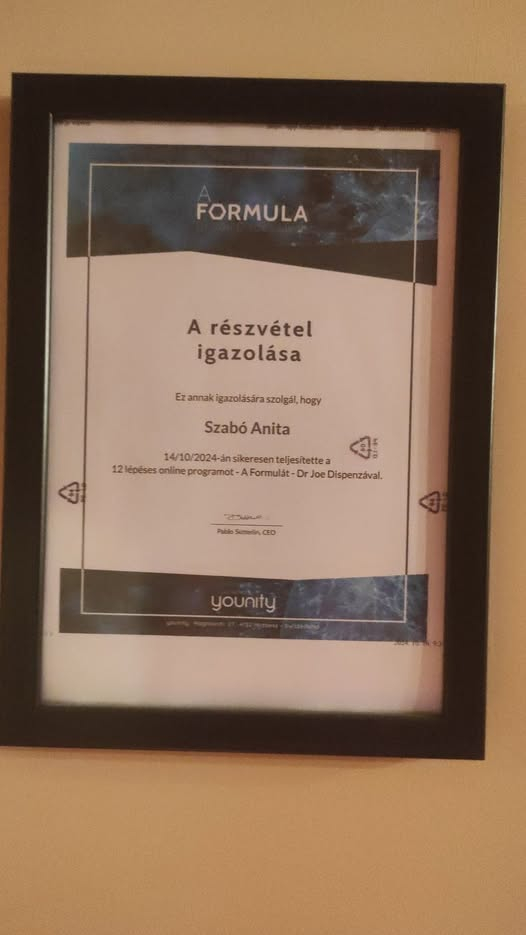 A
FORMULA
A részvétel
igazolása
Ez annak igazolására szolgál, hogy
Szabó Anita
14/10/2024-án sikeresen teljesítette a
12 lépéses online programot - A Formulát - Dr Joe Dispenzával.
Pablo Sütterlin, CEO
younity